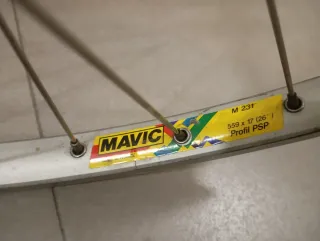 MAVIC
M 231
559 x 17 (26")
Profil PSP